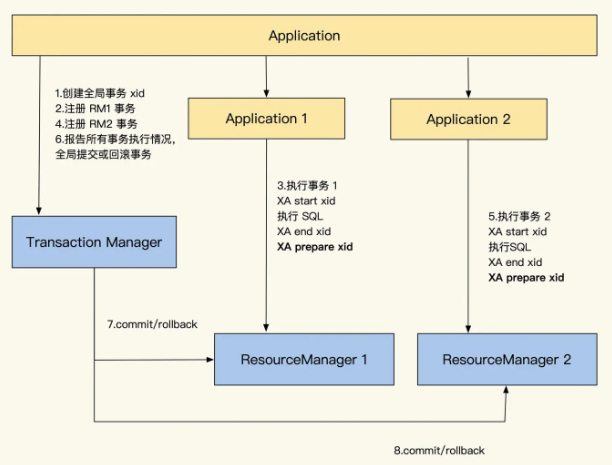 Application
1.创建全局事务 xid
2.注册 RM1 事务
4.注册 RM2 事务
6.报告所有事务执行情况，
全局提交或回滚事务
Application 1
Application 2
3.执行事务 1
XA start xid
执行 SQL
XA end xid
XA prepare xid
5.执行事务 2
XA start xid
执行SQL
XA end xid
XA prepare xid
Transaction Manager
7.commit/rollback
ResourceManager 1
ResourceManager 2
8.commit/rollback